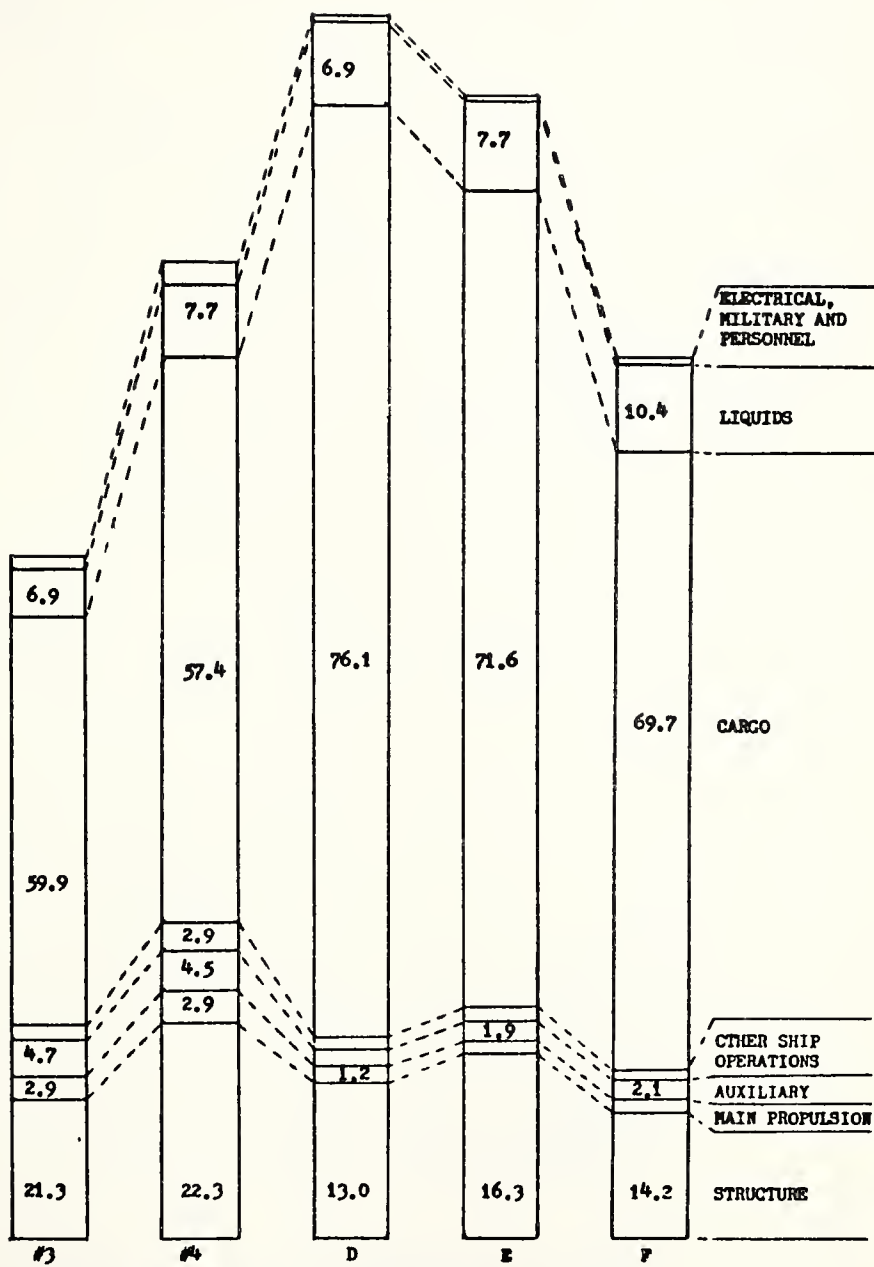 6.9
7.7
ELECTRICAL,
MILITARY AND
PERSONNEL
7.7
10.4
LIQUIDS
6.9
57.4
76.1
71.6
69.7
CARGO
59.9
2.9
4.5
2.9
1.9
CTHER SHIP
OPERATIONS
4.7
2.9
1.2
2.1
AUXILIARY
MAIN PROPULSION
21.3
22.3
13.0
16.3
14.2
STRUCTURE
#3
#4
D
E
F